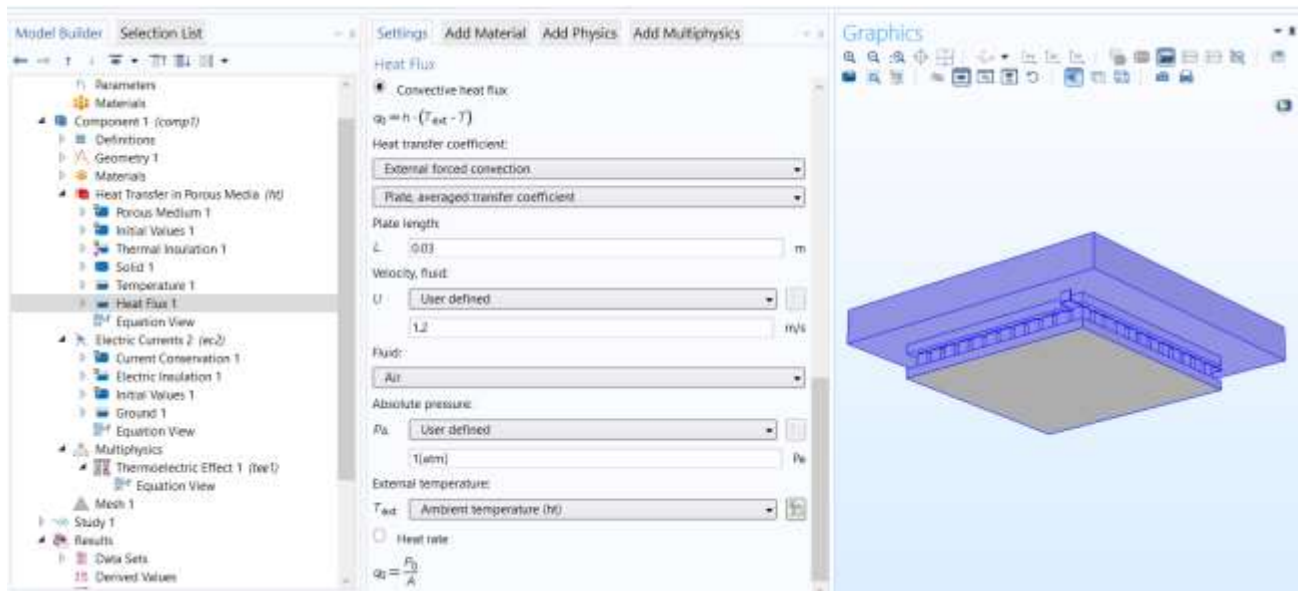 Model Builder Selection List
Parameters
Materials
Component 1 (comp1)
Definitions
Geometry 1
Materials
Heat Transfer in Porous Media (ht)
Porous Medium 1
Initial Values 1
Thermal Insulation 1
Solid 1
Temperature 1
Heat Flux 1
Equation View
Electric Currents 2 (ec2)
Current Conservation 1
Electric Insulation 1
Initial Values 1
Ground 1
Equation View
Multiphysics
Thermoelectric Effect 1 (tee1)
Equation View
Mesh 1
Study 1
Results
Data Sets
Derived Values
Settings Add Material Add Physics Add Multiphysics
Heat Flux
Convective heat flux
q₀ = h · (Text - T)
Heat transfer coefficient:
External forced convection
Plate, averaged transfer coefficient
Plate length:
L 0.03 m
Velocity, fluid:
U User defined
1.2 m/s
Fluid:
Air
Absolute pressure:
PA User defined
1[atm] Pa
External temperature:
Text Ambient temperature (ht)
Heat rate
q₀ = P₀/A
Graphics